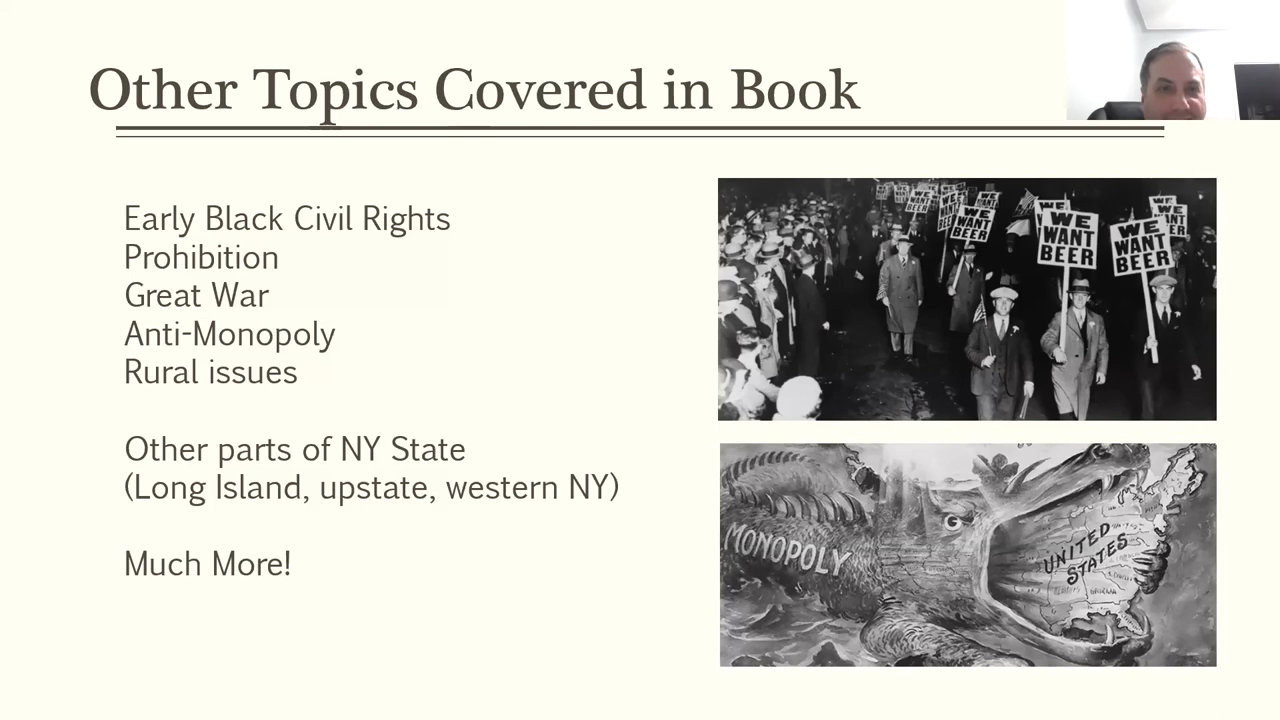 Other Topics Covered in Book
Early Black Civil Rights
Prohibition
Great War
Anti-Monopoly
Rural issues
Other parts of NY State
(Long Island, upstate, western NY)
Much More!
WE
WANT
BEER
WE
WANT
BEER
WE
WANT
BEER
MONOPOLY
UNITED
STATES